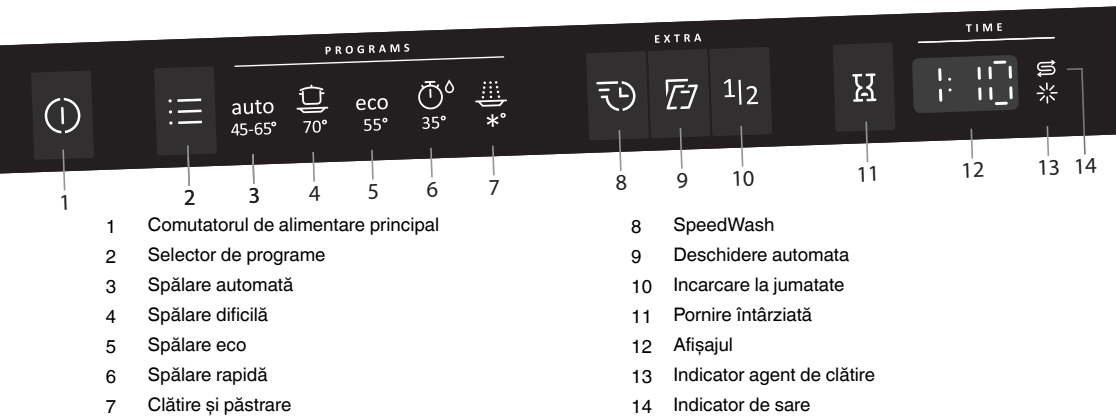 PROGRAMS EXTRA TIME
auto eco 1|2 1:10
45-65° 70° 55° 35° *°
1 2 3 4 5 6 7 8 9 10 11 12 13 14
1 Comutatorul de alimentare principal
2 Selector de programe
3 Spălare automată
4 Spălare dificilă
5 Spălare eco
6 Spălare rapidă
7 Clătire și păstrare
8 SpeedWash
9 Deschidere automata
10 Incarcare la jumatate
11 Pornire întârziată
12 Afișajul
13 Indicator agent de clătire
14 Indicator de sare